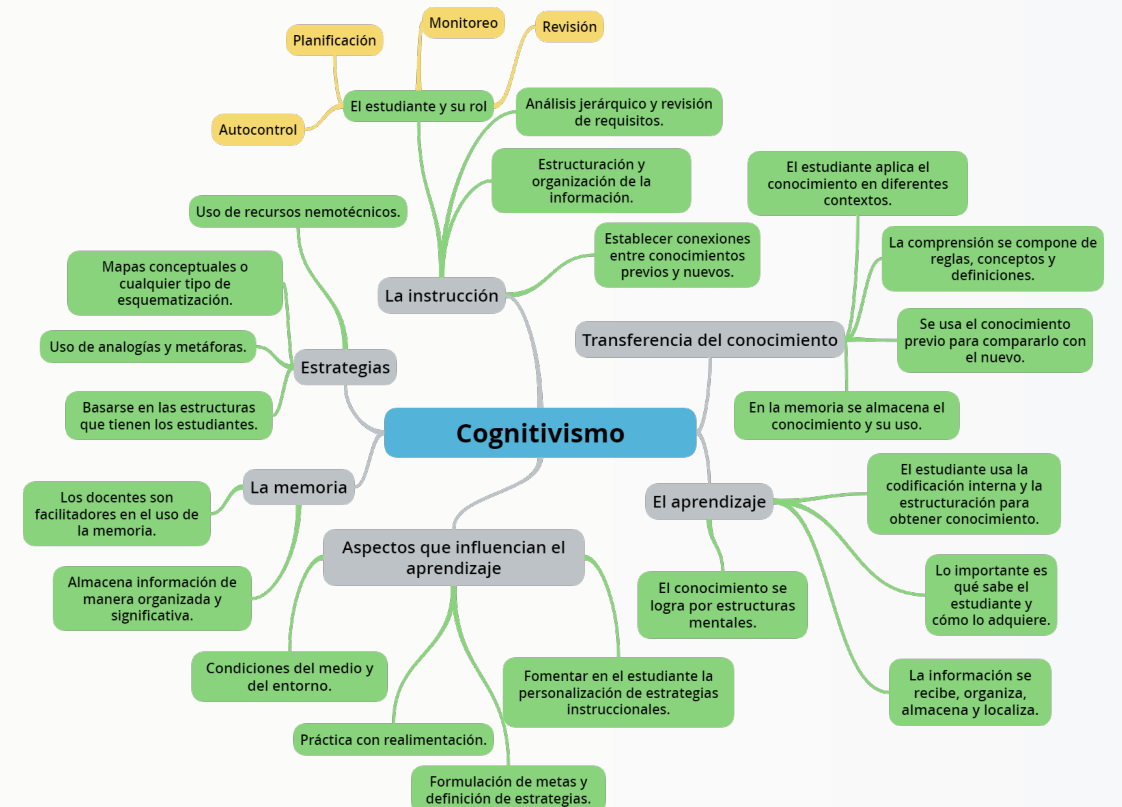 Monitoreo
Revisión
Planificación
El estudiante y su rol
Autocontrol
Análisis jerárquico y revisión
de requisitos.
Estructuración y
organización de la
información.
Establecer conexiones
entre conocimientos
previos y nuevos.
La instrucción
Uso de recursos nemotécnicos.
Mapas conceptuales o
cualquier tipo de
esquematización.
Uso de analogías y metáforas.
Basarse en las estructuras
que tienen los estudiantes.
Estrategias
El estudiante aplica el
conocimiento en diferentes
contextos.
La comprensión se compone de
reglas, conceptos y
definiciones.
Se usa el conocimiento
previo para compararlo con
el nuevo.
En la memoria se almacena el
conocimiento y su uso.
Transferencia del conocimiento
Cognitivismo
La memoria
Los docentes son
facilitadores en el uso de
la memoria.
Almacena información de
manera organizada y
significativa.
Aspectos que influencian el
aprendizaje
Condiciones del medio y
del entorno.
Práctica con realimentación.
Formulación de metas y
definición de estrategias.
Fomentar en el estudiante la
personalización de estrategias
instruccionales.
El aprendizaje
El estudiante usa la
codificación interna y la
estructuración para
obtener conocimiento.
Lo importante es
qué sabe el
estudiante y
cómo lo adquiere.
La información se
recibe, organiza,
almacena y localiza.
El conocimiento se
logra por estructuras
mentales.